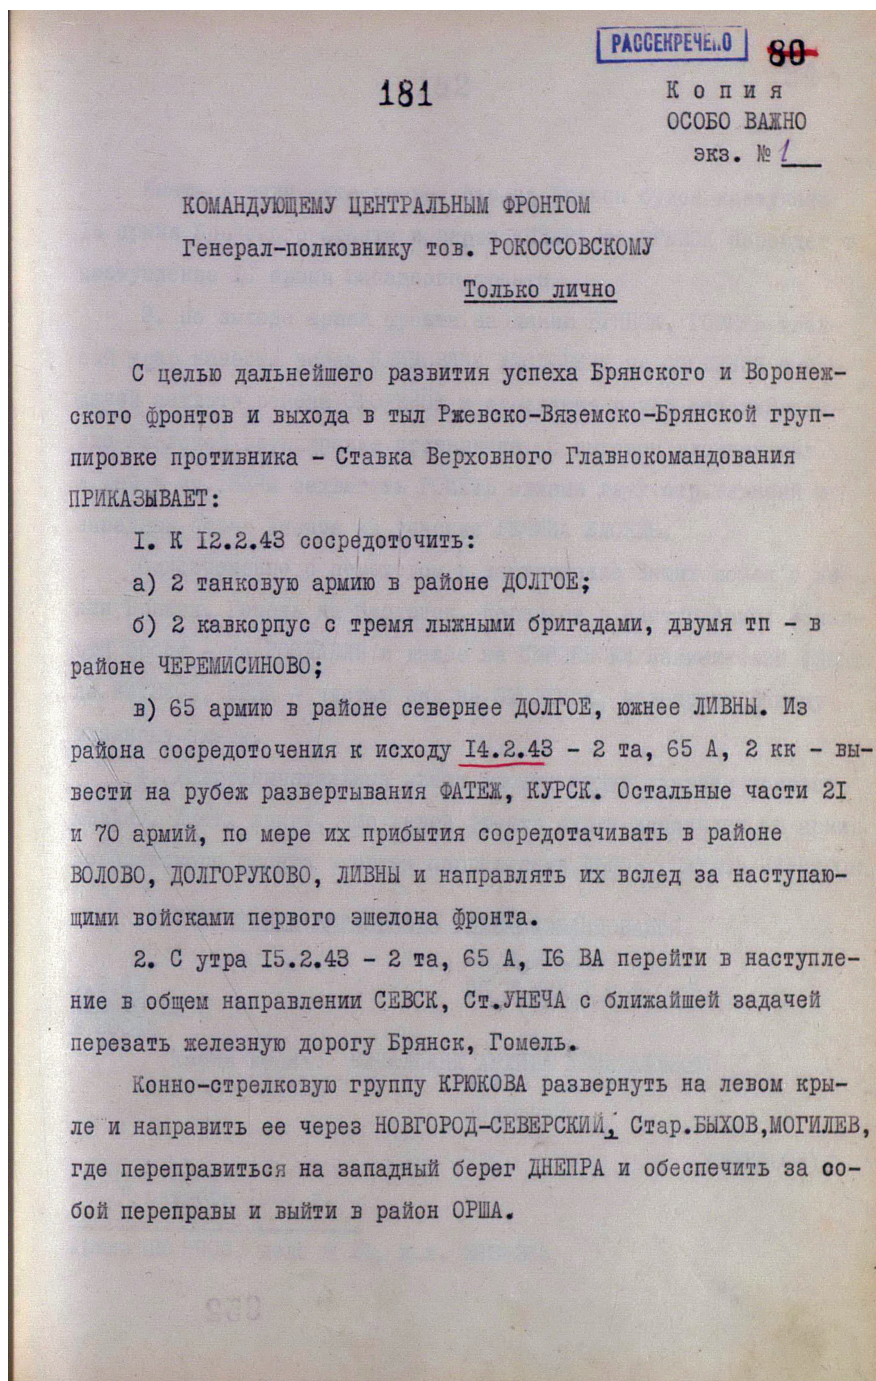 РАССЕКРЕЧЕНО
80
181
Копия
ОСОБО ВАЖНО
экз. № 1
КОМАНДУЮЩЕМУ ЦЕНТРАЛЬНЫМ ФРОНТОМ
Генерал-полковнику тов. РОКОССОВСКОМУ
Только лично
С целью дальнейшего развития успеха Брянского и Воронеж-
ского фронтов и выхода в тыл Ржевско-Вяземско-Брянской груп-
пировке противника - Ставка Верховного Главнокомандования
ПРИКАЗЫВАЕТ:
I. К I2.2.43 сосредоточить:
а) 2 танковую армию в районе ДОЛГОЕ;
б) 2 кавкорпус с тремя лыжными бригадами, двумя тп - в
районе ЧЕРЕМИСИНОВО;
в) 65 армию в районе севернее ДОЛГОЕ, южнее ЛИВНЫ. Из
района сосредоточения к исходу I4.2.43 - 2 та, 65 А, 2 кк - вы-
вести на рубеж развертывания ФАТЕЖ, КУРСК. Остальные части 2I
и 70 армий, по мере их прибытия сосредотачивать в районе
ВОЛОВО, ДОЛГОРУКОВО, ЛИВНЫ и направлять их вслед за наступаю-
щими войсками первого эшелона фронта.
2. С утра I5.2.43 - 2 та, 65 А, I6 ВА перейти в наступле-
ние в общем направлении СЕВСК, Ст.УНЕЧА с ближайшей задачей
перезать железную дорогу Брянск, Гомель.
Конно-стрелковую группу КРЮКОВА развернуть на левом кры-
ле и направить ее через НОВГОРОД-СЕВЕРСКИЙ, Стар.БЫХОВ,МОГИЛЕВ,
где переправиться на западный берег ДНЕПРА и обеспечить за со-
бой переправы и выйти в район ОРША.